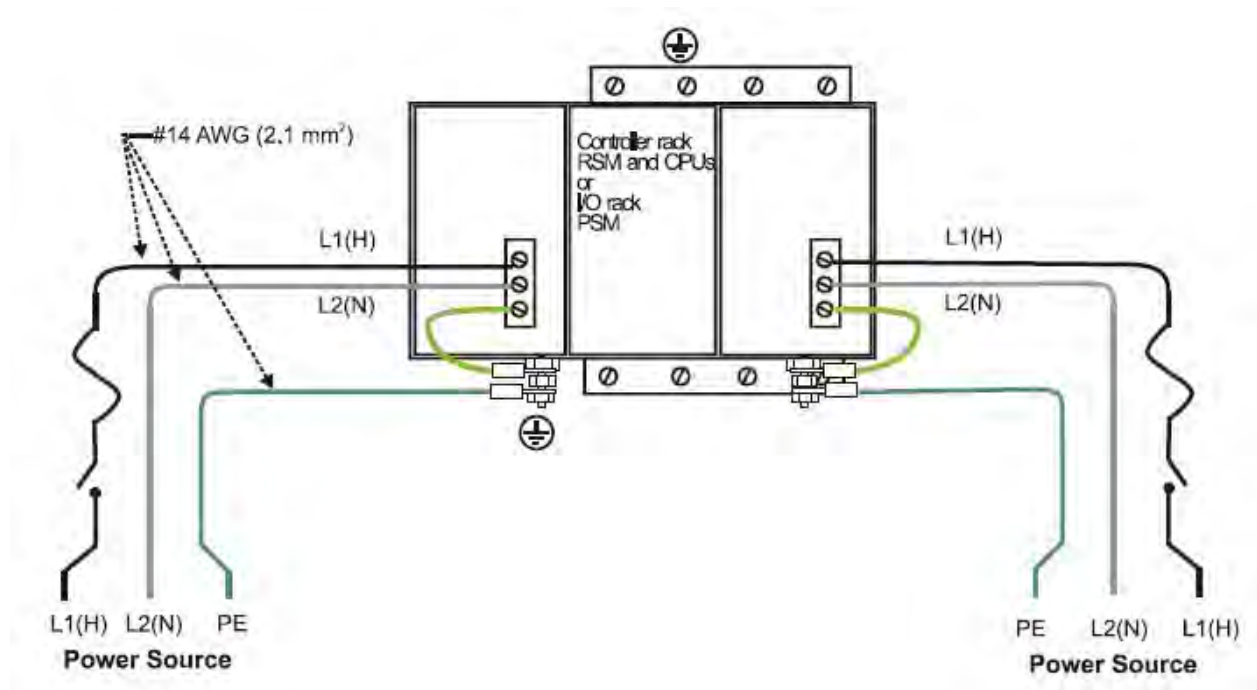 #14 AWG (2.1 mm²)
Controller rack
RSM and CPUs
or
I/O rack
PSM
L1(H)
L1(H)
L2(N)
L2(N)
L1(H) L2(N) PE
Power Source
PE L2(N) L1(H)
Power Source